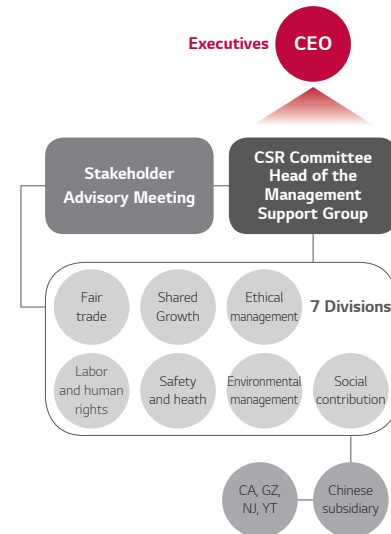 Executives
CEO
Stakeholder
Advisory Meeting
CSR Committee
Head of the
Management
Support Group
Fair
trade
Shared
Growth
Ethical
management
7 Divisions
Labor
and human
rights
Safety
and heath
Environmental
management
Social
contribution
CA, GZ,
NJ, YT
Chinese
subsidiary